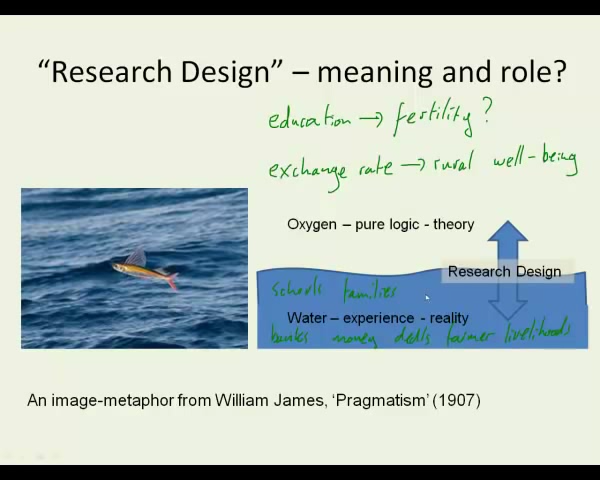 “Research Design” – meaning and role?
education → fertility?
exchange rate → rural well-being
Oxygen – pure logic - theory
Research Design
schools families
Water – experience - reality
banks money farmer livelihoods
An image-metaphor from William James, ‘Pragmatism’ (1907)